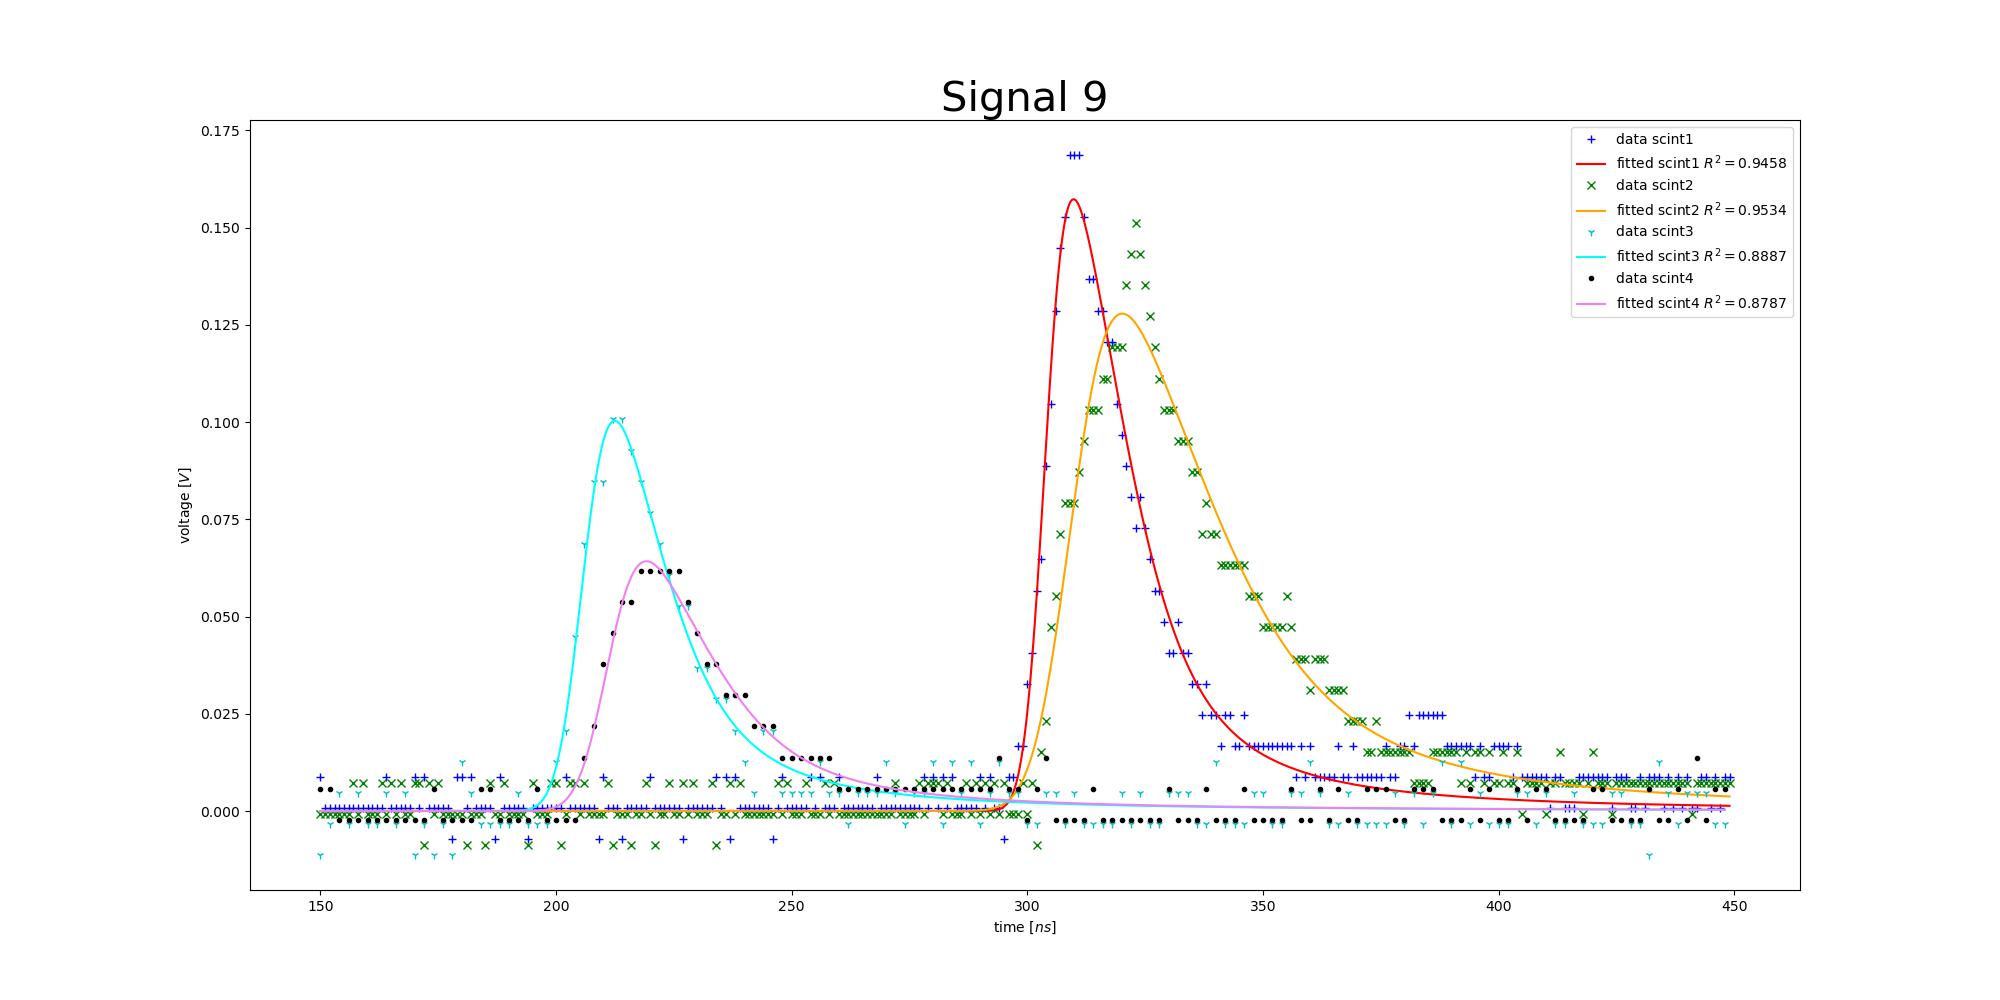 Signal 9
0.175
0.150
0.125
0.100
0.075
0.050
0.025
0.000
voltage [V]
150
200
250
300
350
400
450
time [ns]
data scint1
fitted scint1 R² = 0.9458
data scint2
fitted scint2 R² = 0.9534
data scint3
fitted scint3 R² = 0.8887
data scint4
fitted scint4 R² = 0.8787